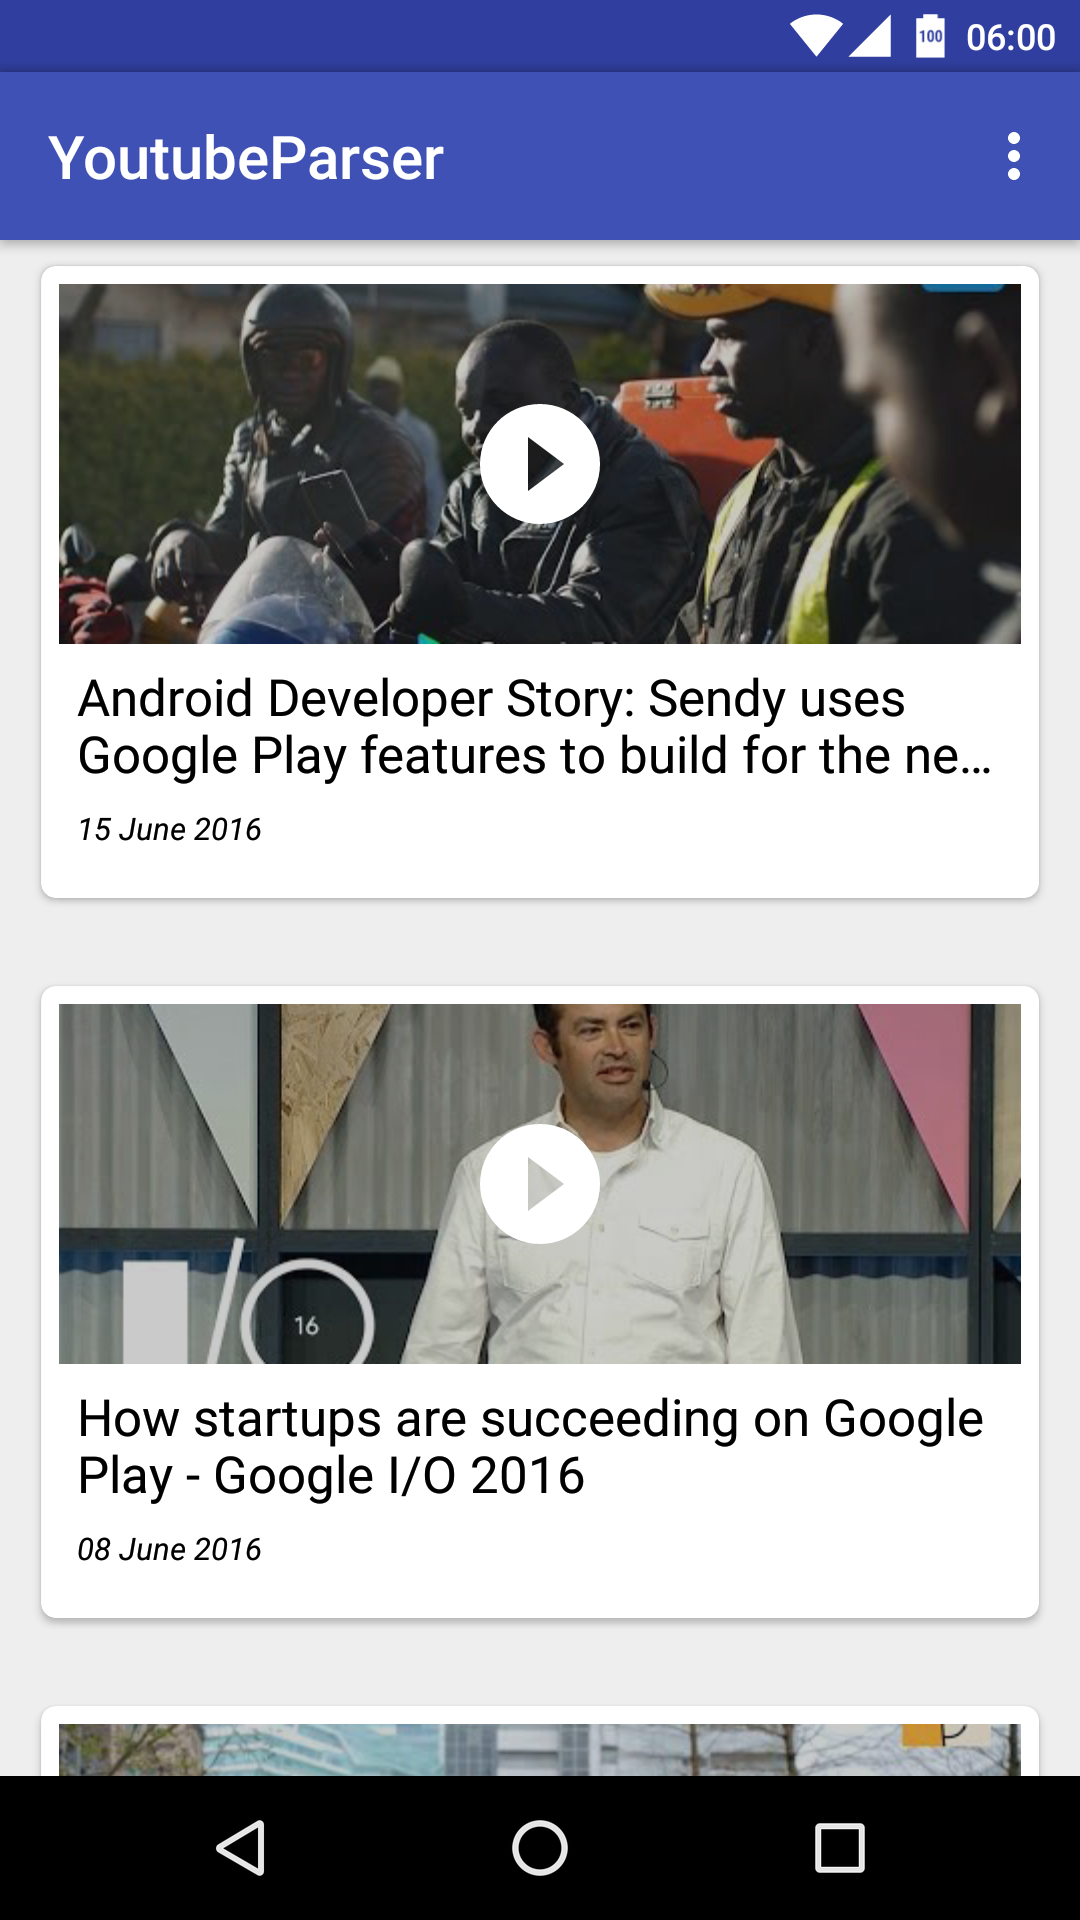 100 06:00
YoutubeParser
Android Developer Story: Sendy uses
Google Play features to build for the ne…
15 June 2016
16
How startups are succeeding on Google
Play - Google I/O 2016
08 June 2016